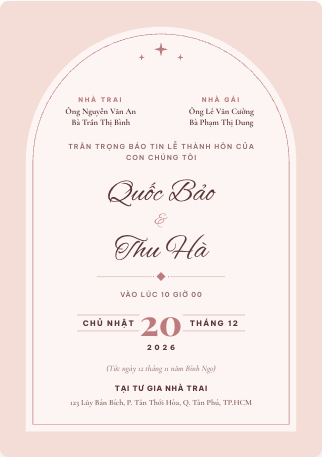 NHÀ TRAI
Ông Nguyễn Văn An
Bà Trần Thị Bình
NHÀ GÁI
Ông Lê Văn Cường
Bà Phạm Thị Dung
TRÂN TRỌNG BÁO TIN LỄ THÀNH HÔN CỦA
CON CHÚNG TÔI
Quốc Bảo
&
Thu Hà
VÀO LÚC 10 GIỜ 00
CHỦ NHẬT 20 THÁNG 12
2026
(Tức ngày 12 tháng 11 năm Bính Ngọ)
TẠI TƯ GIA NHÀ TRAI
123 Lũy Bán Bích, P. Tân Thới Hòa, Q. Tân Phú, TP.HCM